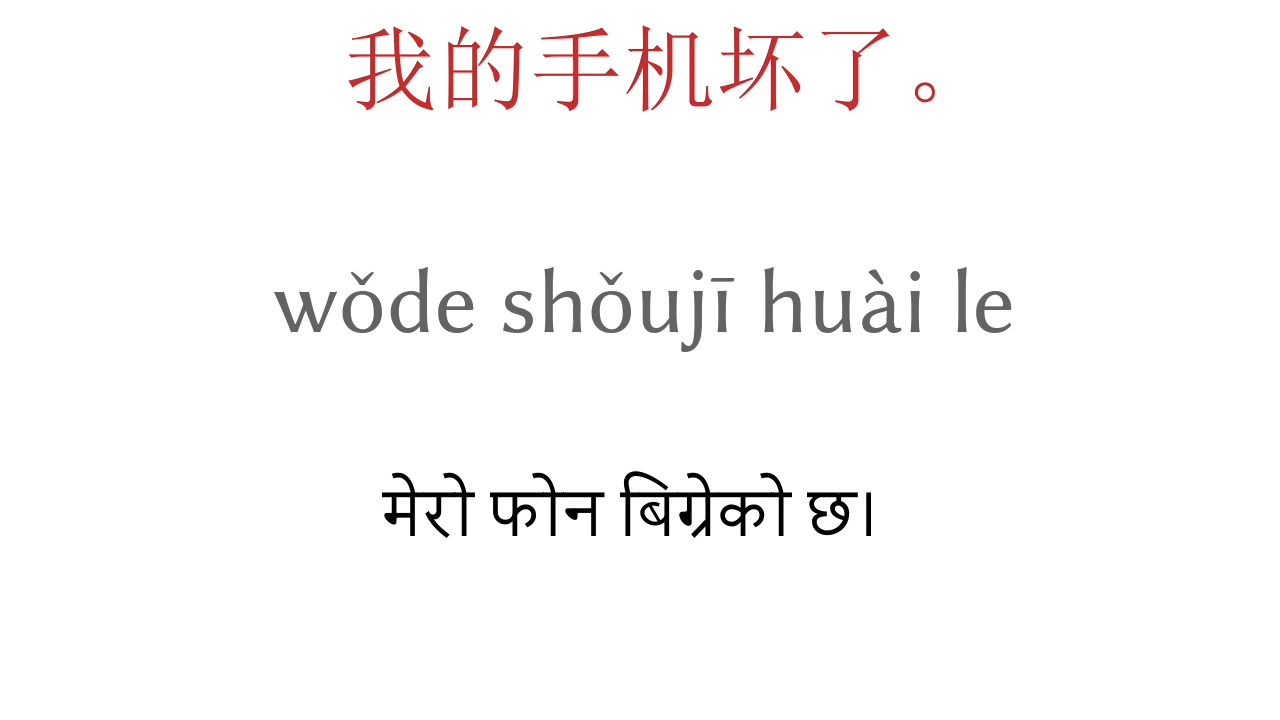 我的手机坏了。
wǒde shǒujī huài le
मेरो फोन बिग्रेको छ।